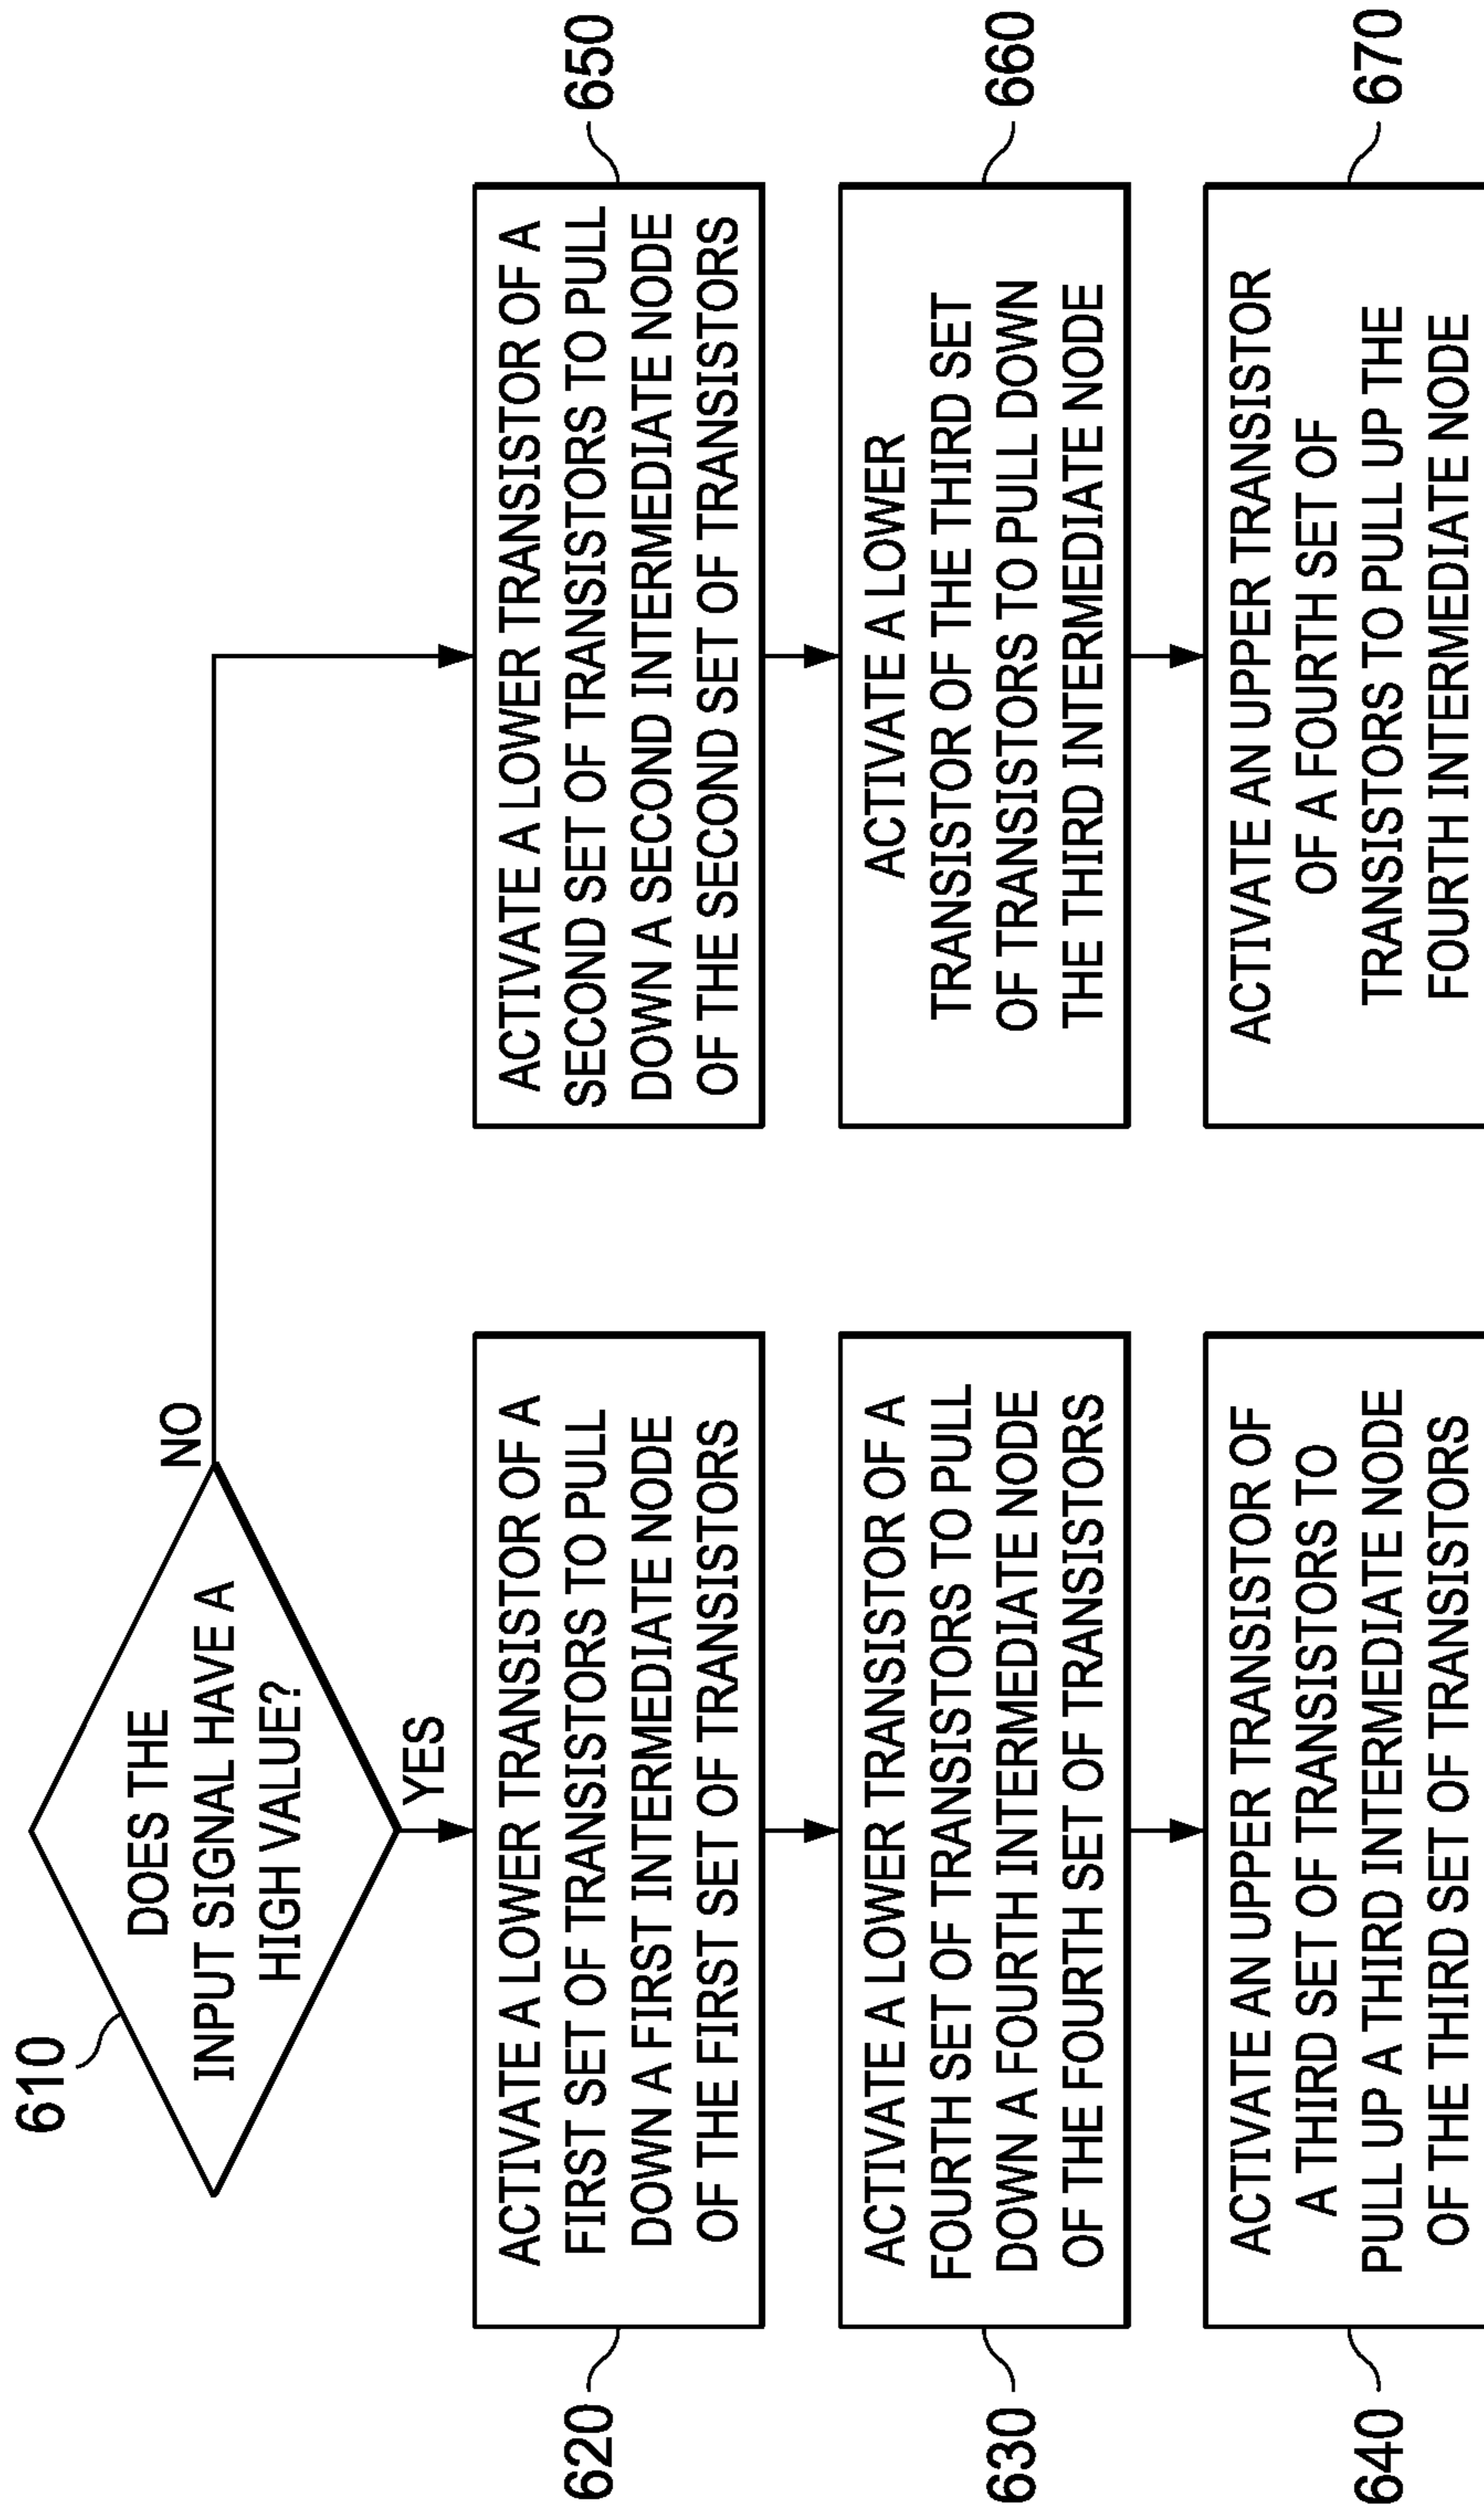 610
DOES THE
INPUT SIGNAL HAVE A
HIGH VALUE?
NO
YES
620
ACTIVATE A LOWER TRANSISTOR OF A
FIRST SET OF TRANSISTORS TO PULL
DOWN A FIRST INTERMEDIATE NODE
OF THE FIRST SET OF TRANSISTORS
630
ACTIVATE A LOWER TRANSISTOR OF A
FOURTH SET OF TRANSISTORS TO PULL
DOWN A FOURTH INTERMEDIATE NODE
OF THE FOURTH SET OF TRANSISTORS
640
ACTIVATE AN UPPER TRANSISTOR OF
A THIRD SET OF TRANSISTORS TO
PULL UP A THIRD INTERMEDIATE NODE
OF THE THIRD SET OF TRANSISTORS
650
ACTIVATE A LOWER TRANSISTOR OF A
SECOND SET OF TRANSISTORS TO PULL
DOWN A SECOND INTERMEDIATE NODE
OF THE SECOND SET OF TRANSISTORS
660
ACTIVATE A LOWER
TRANSISTOR OF THE THIRD SET
OF TRANSISTORS TO PULL DOWN
THE THIRD INTERMEDIATE NODE
670
ACTIVATE AN UPPER TRANSISTOR
OF A FOURTH SET OF
TRANSISTORS TO PULL UP THE
FOURTH INTERMEDIATE NODE